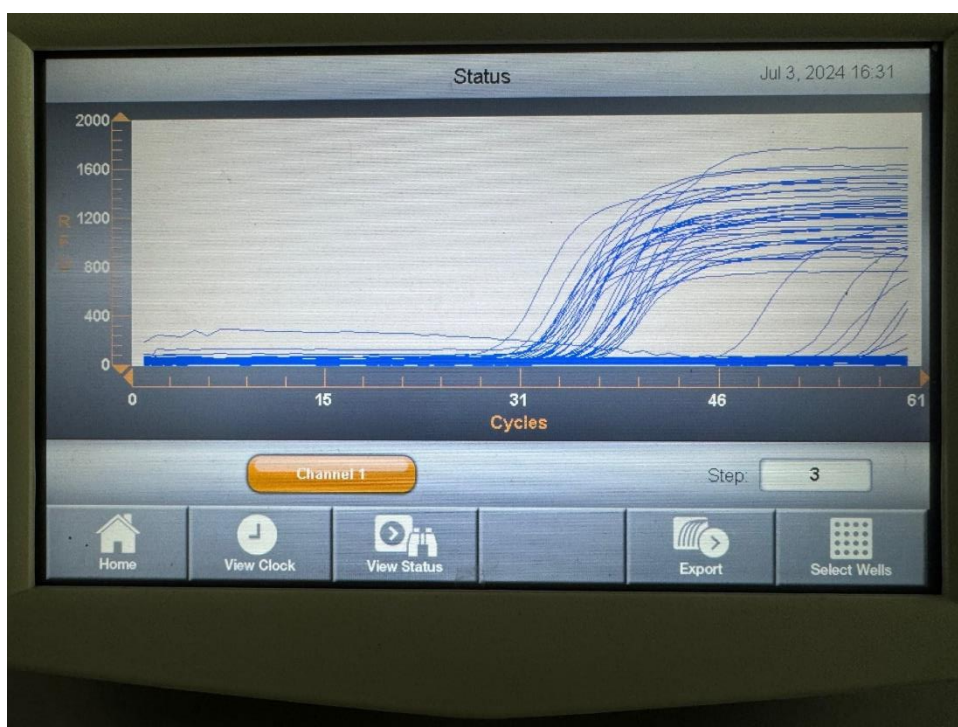 Status
Jul 3, 2024 16:31
2000
1600
1200
800
400
0
RFU
0 15 31 46 61
Cycles
Channel 1
Step: 3
Home
View Clock
View Status
Export
Select Wells